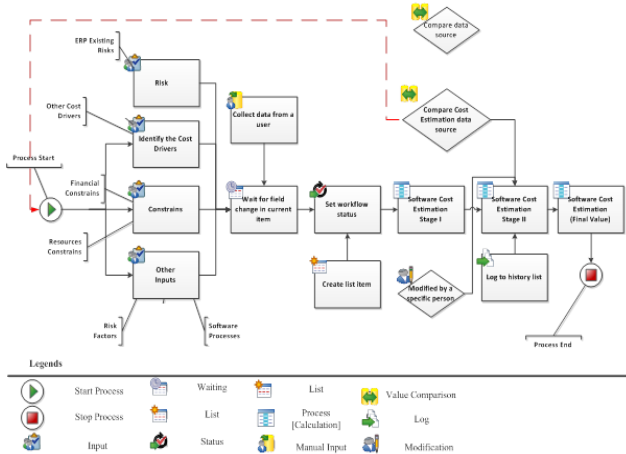 Compare data
source
ERP Existing
Risks
Risk
Other Cost
Drivers
Collect data from a
user
Compare Cost
Estimation data
source
Identify the Cost
Drivers
Process Start
Financial
Constrains
Constrains
Wait for field
change in current
item
Set workflow
status
Software Cost
Estimation
Stage I
Software Cost
Estimation
Stage II
Software Cost
Estimation
(Final Value)
Resources
Constrains
Other
Inputs
Create list item
Modified by a
specific person
Log to history list
Risk
Factors
Software
Processes
Process End
Legends
Start Process
Waiting
List
Value Comparison
Stop Process
List
Process
[Calculation]
Log
Input
Status
Manual Input
Modification